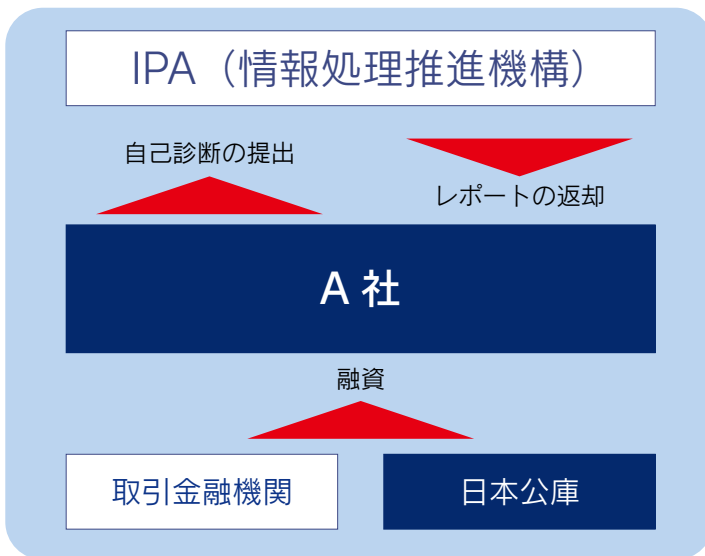 IPA（情報処理推進機構）
自己診断の提出
レポートの返却
A 社
融資
取引金融機関
日本公庫